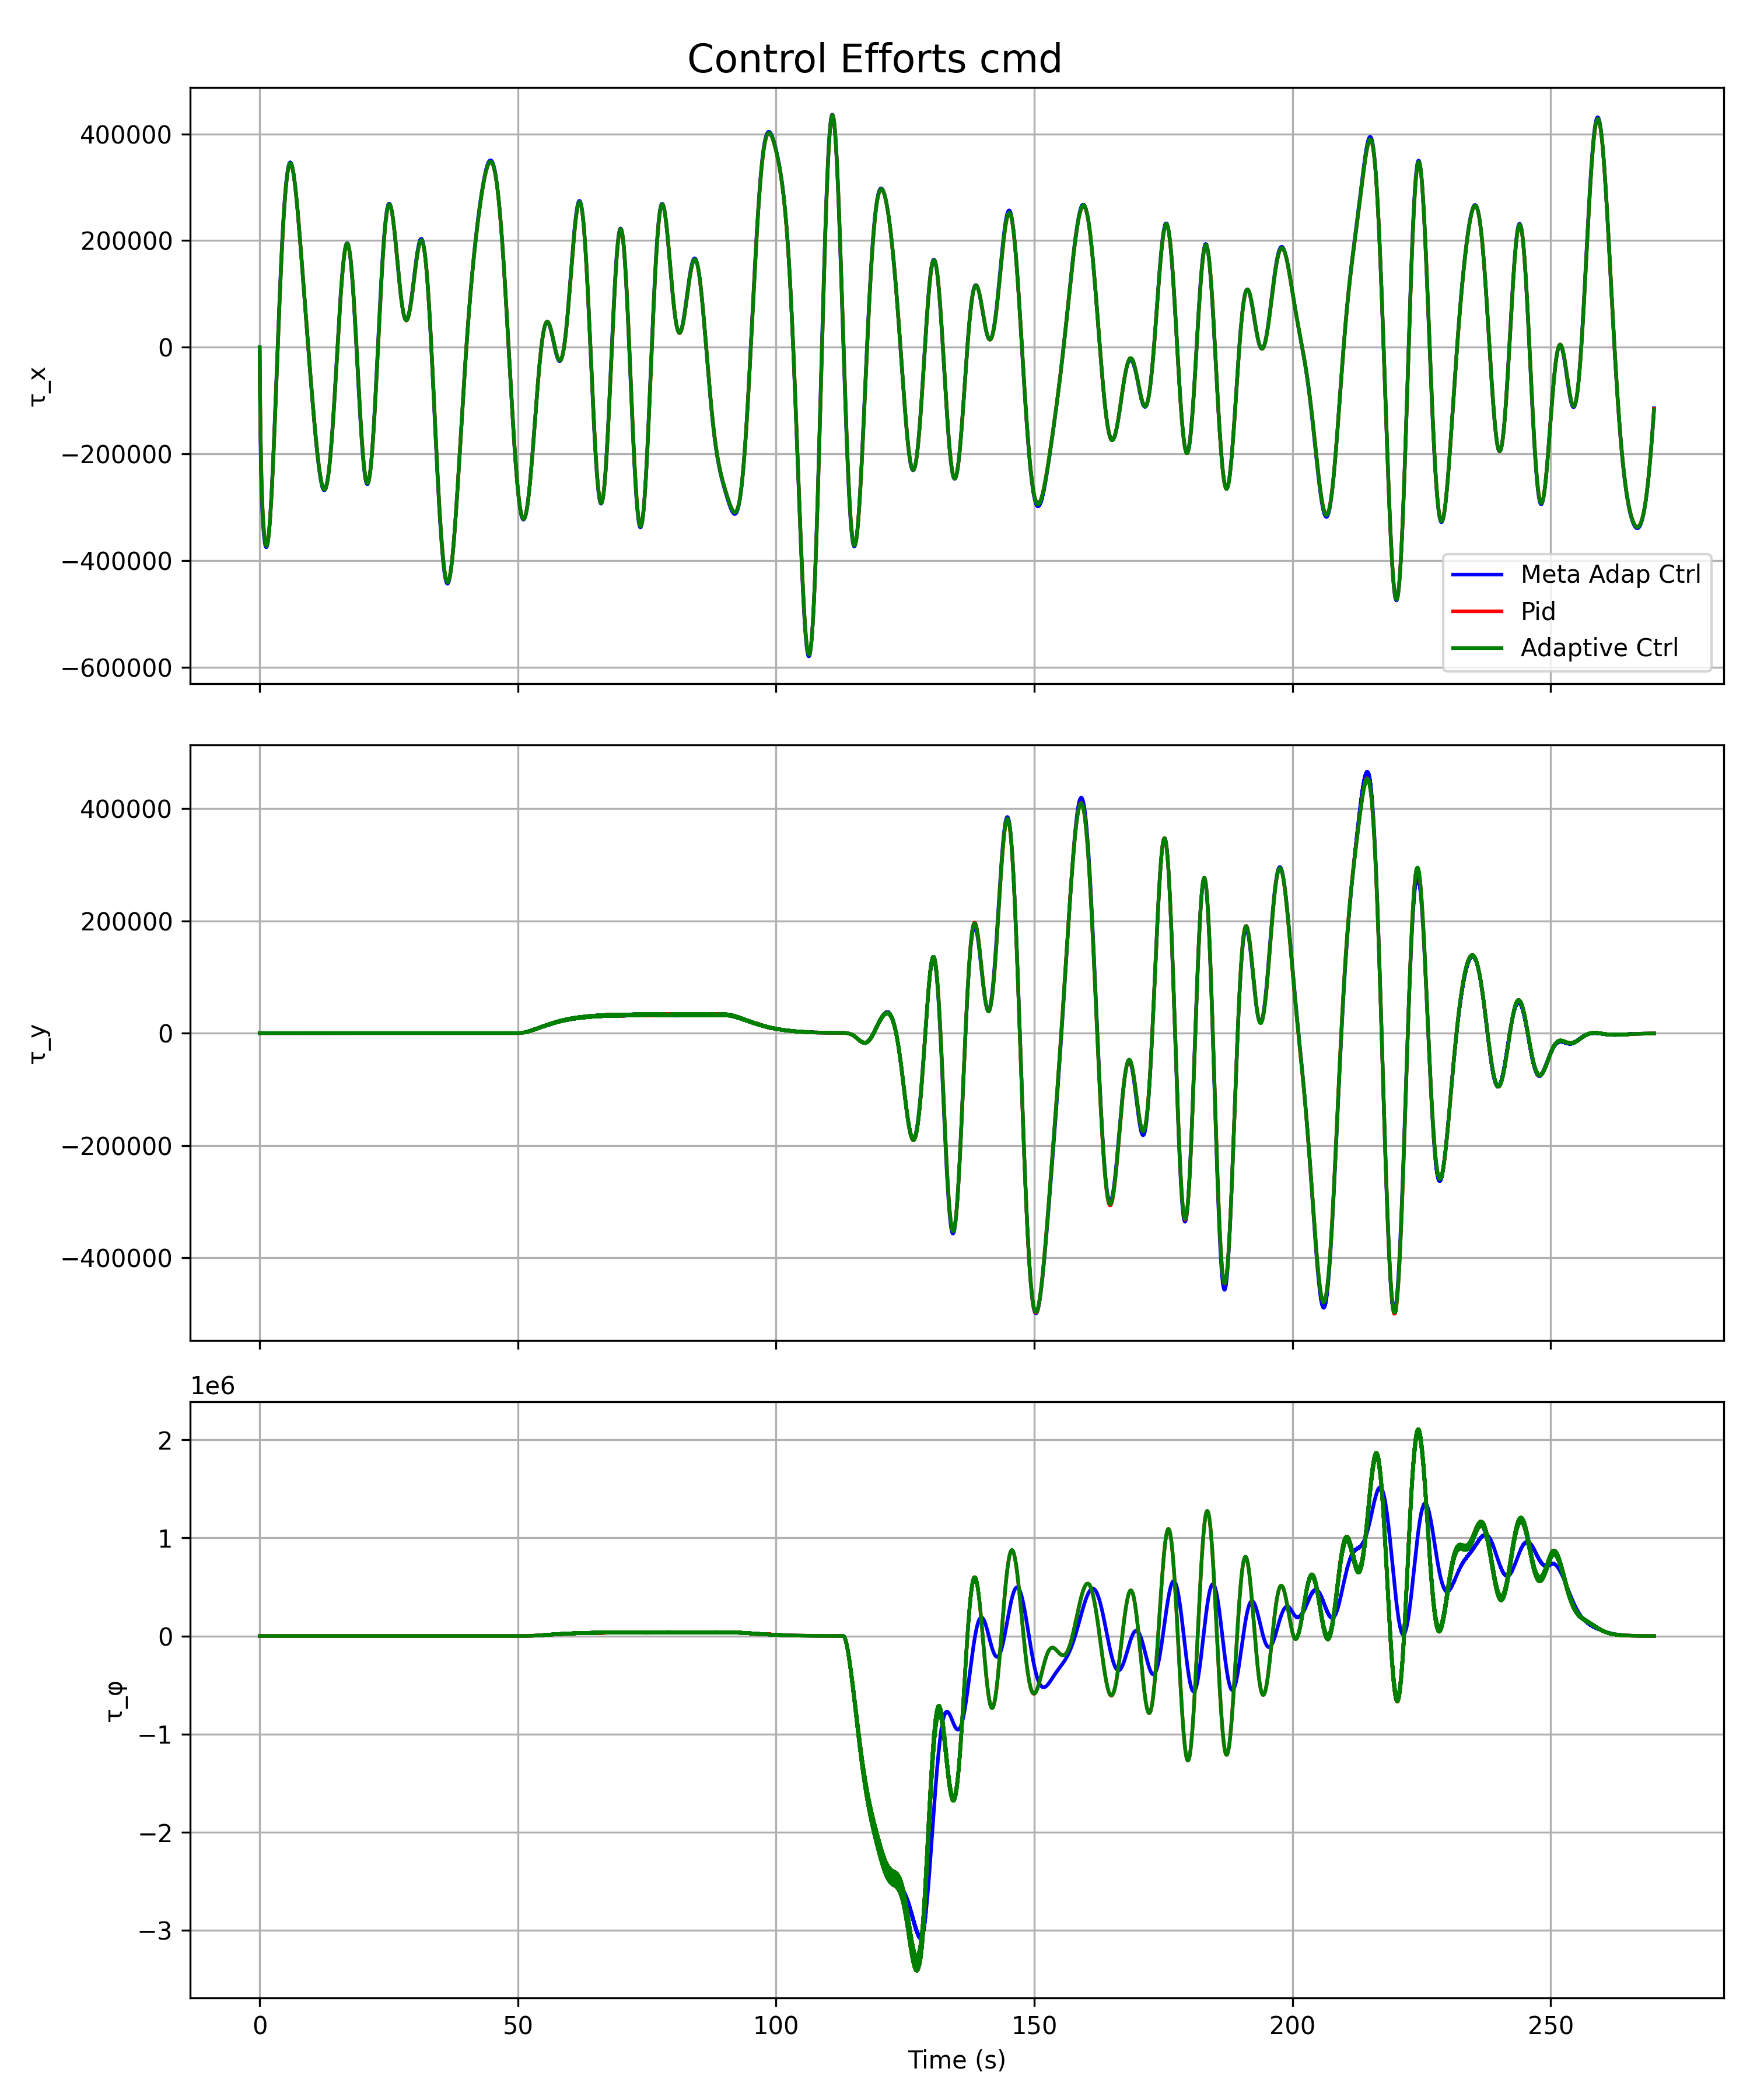 Control Efforts cmd
400000
200000
0
−200000
−400000
−600000
τ_x
Meta Adap Ctrl
Pid
Adaptive Ctrl
400000
200000
0
−200000
−400000
τ_y
1e6
2
1
0
−1
−2
−3
τ_φ
0 50 100 150 200 250
Time (s)